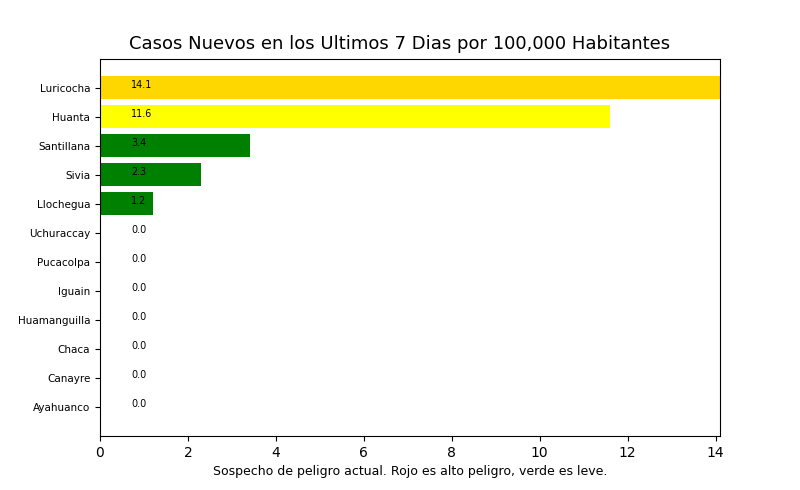 Casos Nuevos en los Ultimos 7 Dias por 100,000 Habitantes
Luricocha 14.1
Huanta 11.6
Santillana 3.4
Sivia 2.3
Llochegua 1.2
Uchuraccay 0.0
Pucacolpa 0.0
Iguain 0.0
Huamanguilla 0.0
Chaca 0.0
Canayre 0.0
Ayahuanco 0.0
0 2 4 6 8 10 12 14
Sospecho de peligro actual. Rojo es alto peligro, verde es leve.